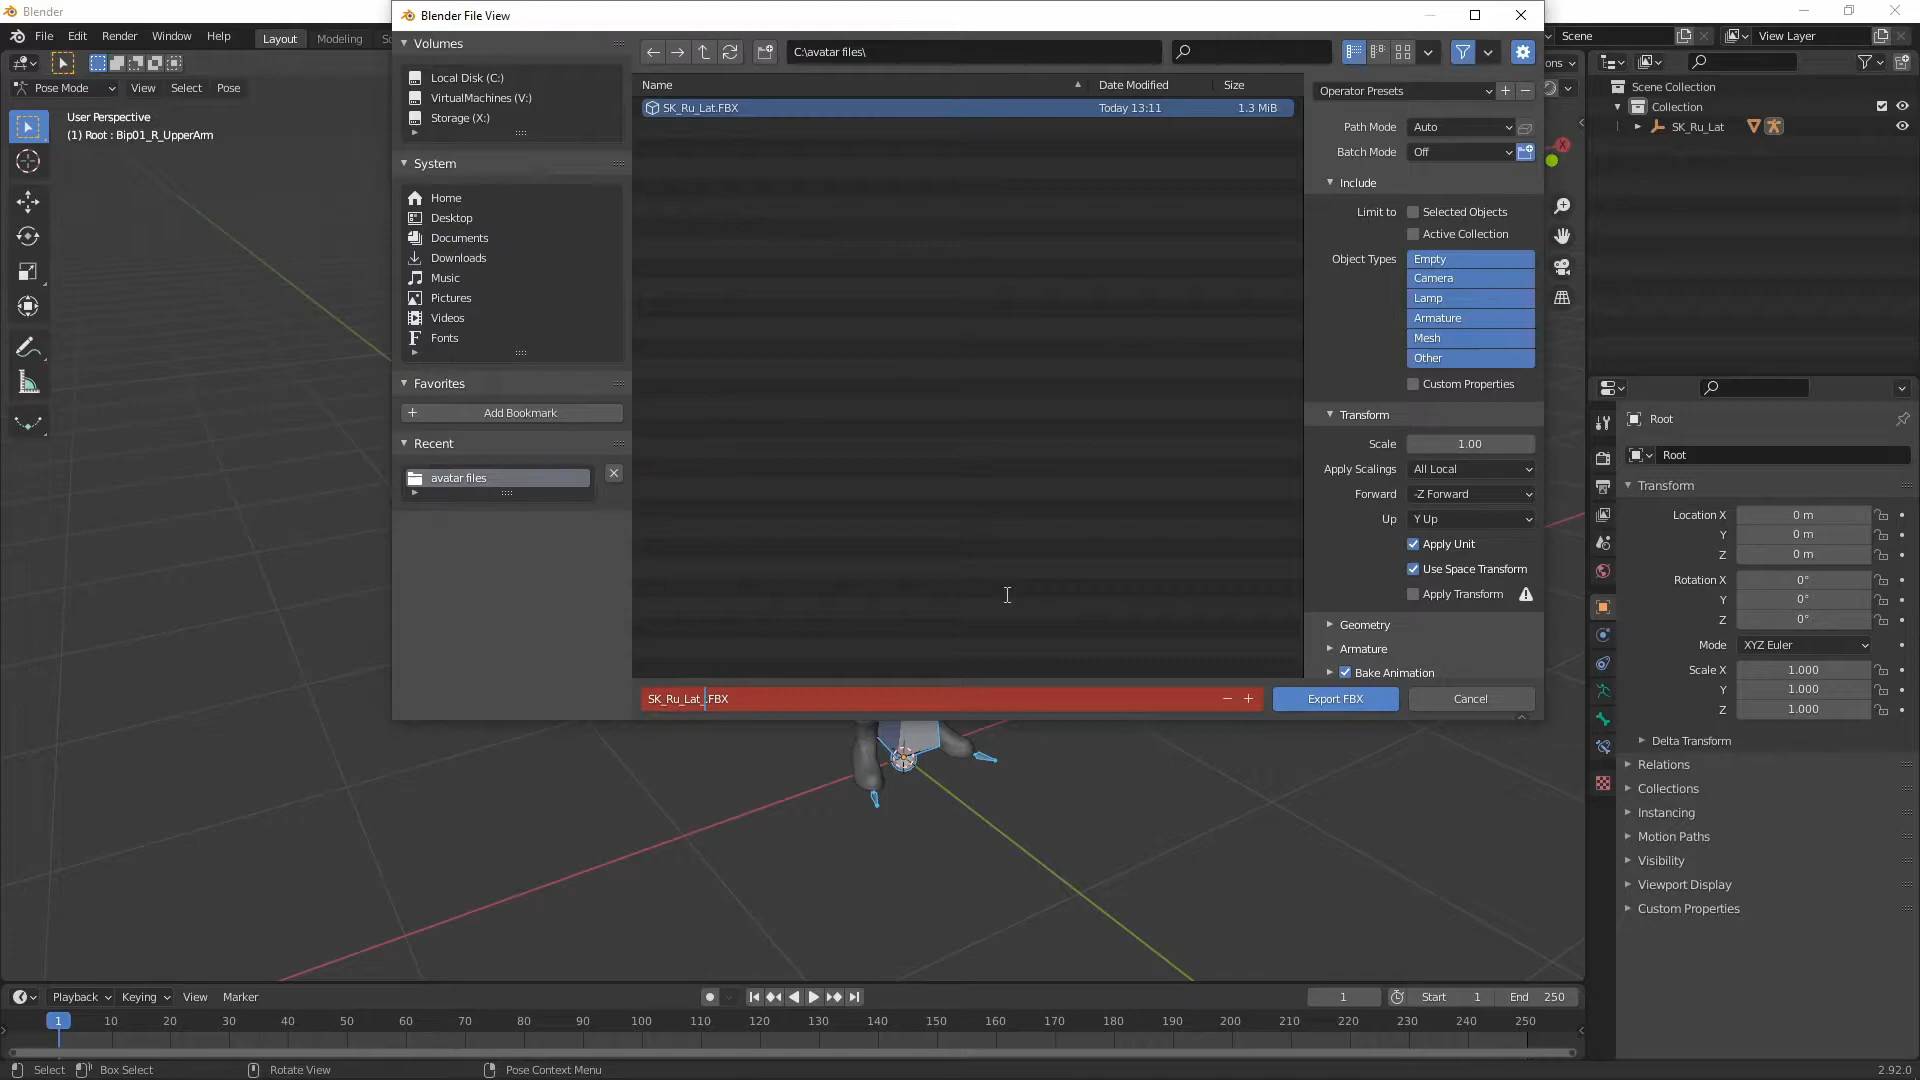 Blender
File Edit Render Window Help Layout Modeling
Scene View Layer
Pose Mode View Select Pose
User Perspective
(1) Root : Bip01_R_UpperArm
Blender File View
Volumes
Local Disk (C:)
VirtualMachines (V:)
Storage (X:)
System
Home
Desktop
Documents
Downloads
Music
Pictures
Videos
Fonts
Favorites
Add Bookmark
Recent
avatar files
C:\avatar files\
Name Date Modified Size
SK_Ru_Lat.FBX Today 13:11 1.3 MiB
SK_Ru_Lat_.FBX
Operator Presets
Path Mode Auto
Batch Mode Off
Include
Limit to Selected Objects
Active Collection
Object Types Empty
Camera
Lamp
Armature
Mesh
Other
Custom Properties
Transform
Scale 1.00
Apply Scalings All Local
Forward -Z Forward
Up Y Up
Apply Unit
Use Space Transform
Apply Transform
Geometry
Armature
Bake Animation
Export FBX Cancel
X
Scene Collection
Collection
SK_Ru_Lat
Root
Root
Transform
Location X 0 m
Y 0 m
Z 0 m
Rotation X 0°
Y 0°
Z 0°
Mode XYZ Euler
Scale X 1.000
Y 1.000
Z 1.000
Delta Transform
Relations
Collections
Instancing
Motion Paths
Visibility
Viewport Display
Custom Properties
Playback Keying View Marker 1 Start 1 End 250
1 10 20 30 40 50 60 70 80 90 100 110 120 130 140 150 160 170 180 190 200 210 220 230 240 250
Select Box Select Rotate View Pose Context Menu 2.92.0